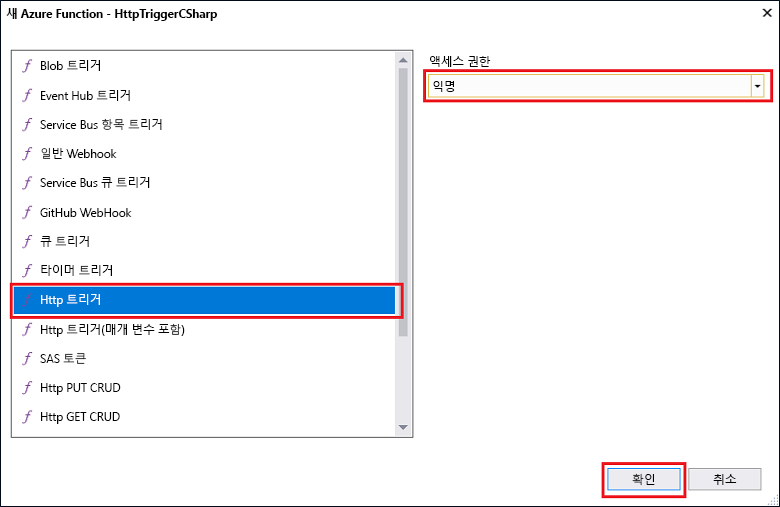 새 Azure Function - HttpTriggerCSharp
Blob 트리거
Event Hub 트리거
Service Bus 항목 트리거
일반 Webhook
Service Bus 큐 트리거
GitHub WebHook
큐 트리거
타이머 트리거
Http 트리거
Http 트리거(매개 변수 포함)
SAS 토큰
Http PUT CRUD
Http GET CRUD
액세스 권한
익명
확인
취소